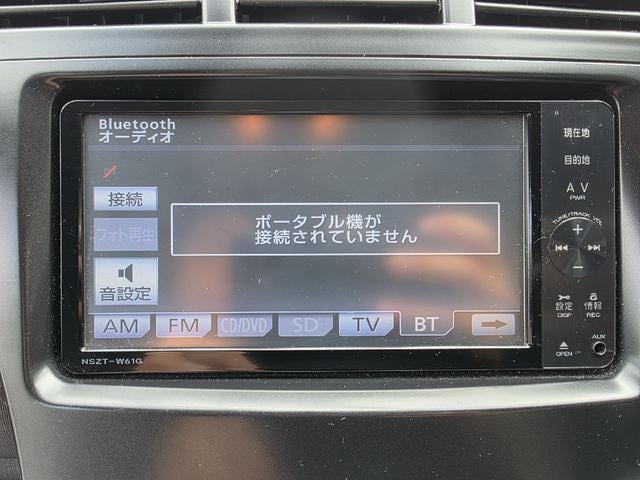 Bluetooth
オーディオ
接続
フォト再生
音設定
ポータブル機が
接続されていません
AM FM CD/DVD SD TV BT
NSZT-W61G
現在地
目的地
AV
PWR
TUNE/TRACK VOL
設定 情報
DISP REC
OPEN
AUX